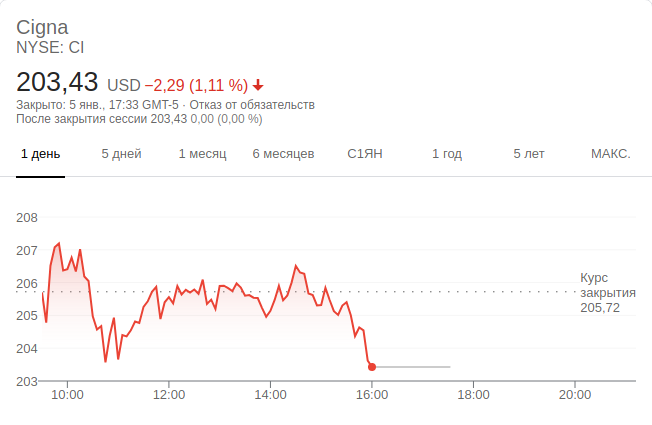 Cigna
NYSE: CI
203,43 USD −2,29 (1,11 %)
Закрыто: 5 янв., 17:33 GMT-5 · Отказ от обязательств
После закрытия сессии 203,43 0,00 (0,00 %)
1 день 5 дней 1 месяц 6 месяцев С1ЯН 1 год 5 лет МАКС.
208
207
206
205
204
203
Курс
закрытия
205,72
10:00 12:00 14:00 16:00 18:00 20:00